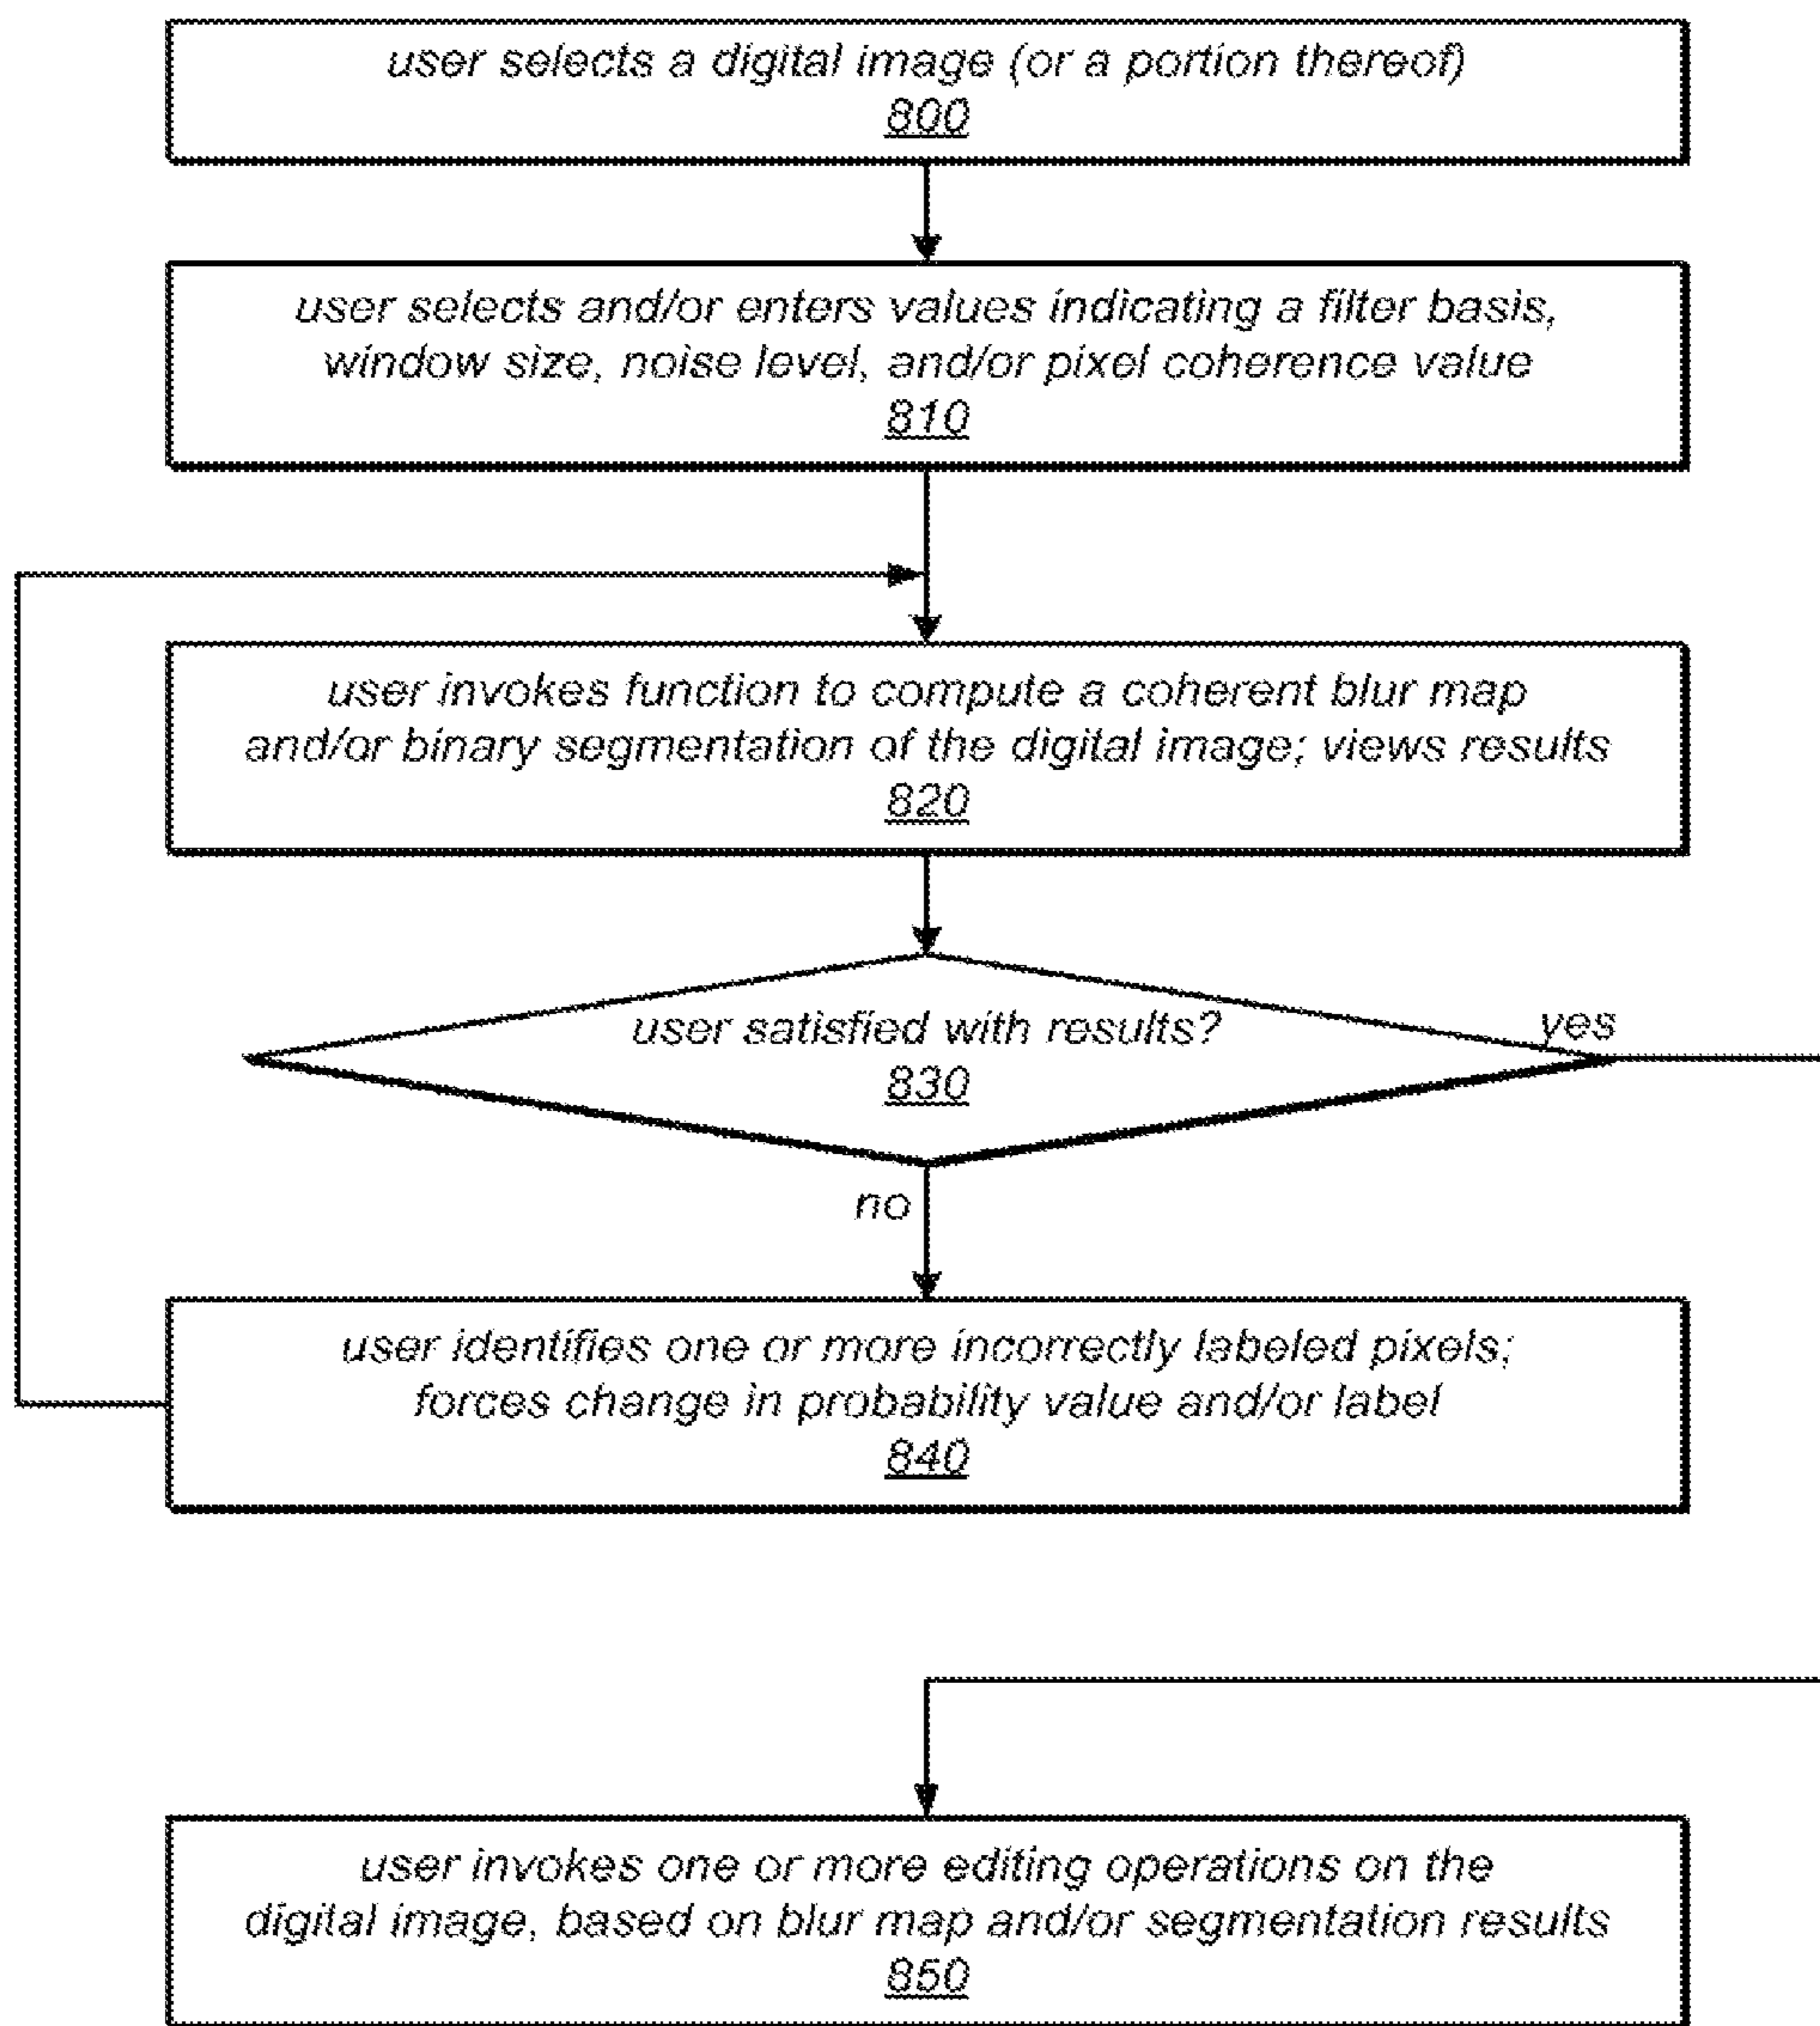 user selects a digital image (or a portion thereof)
800
user selects and/or enters values indicating a filter basis,
window size, noise level, and/or pixel coherence value
810
user invokes function to compute a coherent blur map
and/or binary segmentation of the digital image; views results
820
user satisfied with results?
yes
830
no
user identifies one or more incorrectly labeled pixels;
forces change in probability value and/or label
840
user invokes one or more editing operations on the
digital image, based on blur map and/or segmentation results
850